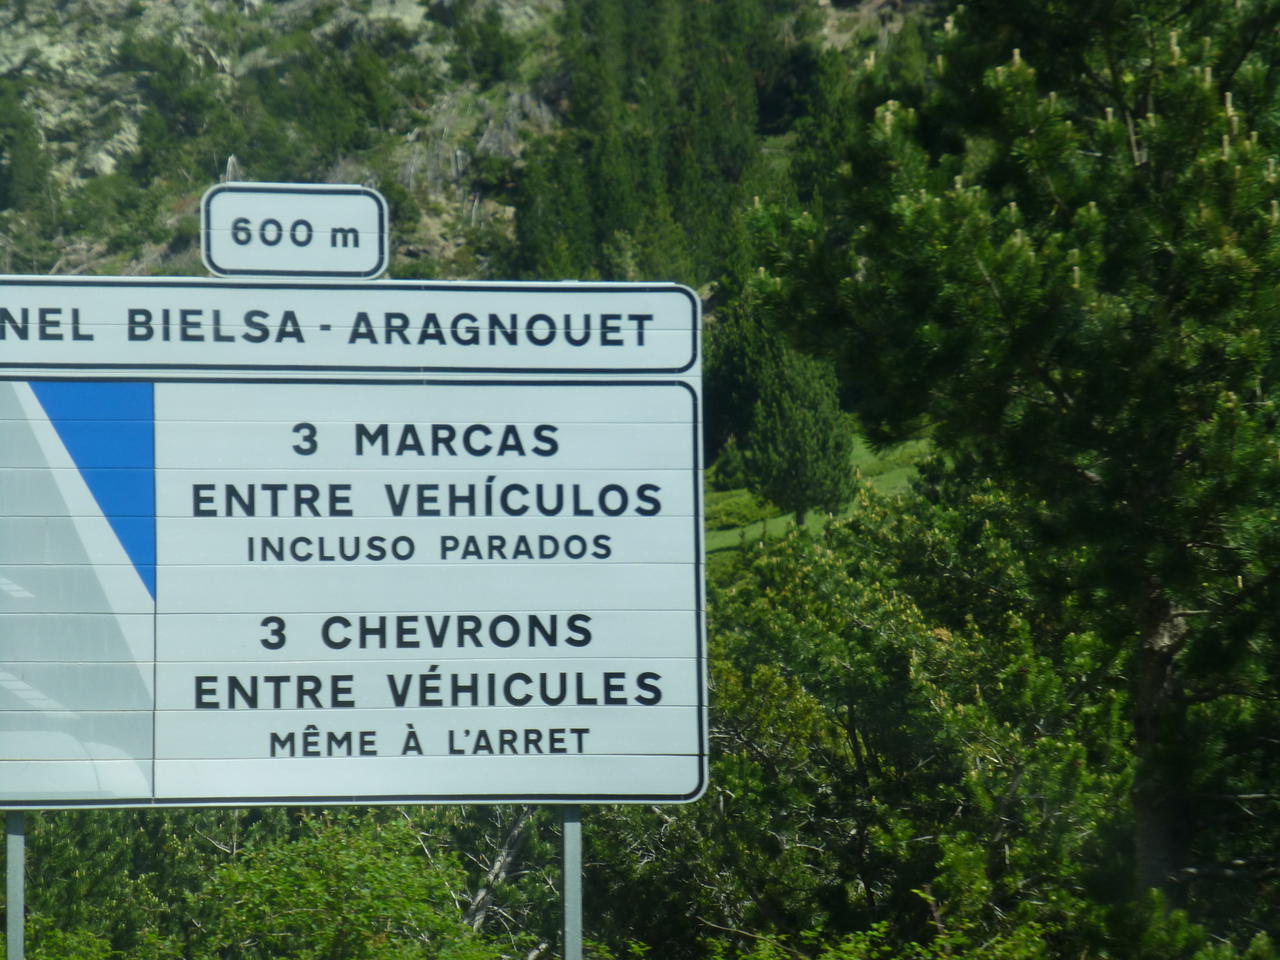 600 m
NEL BIELSA - ARAGNOUET
3 MARCAS
ENTRE VEHÍCULOS
INCLUSO PARADOS
3 CHEVRONS
ENTRE VÉHICULES
MÊME À L'ARRET